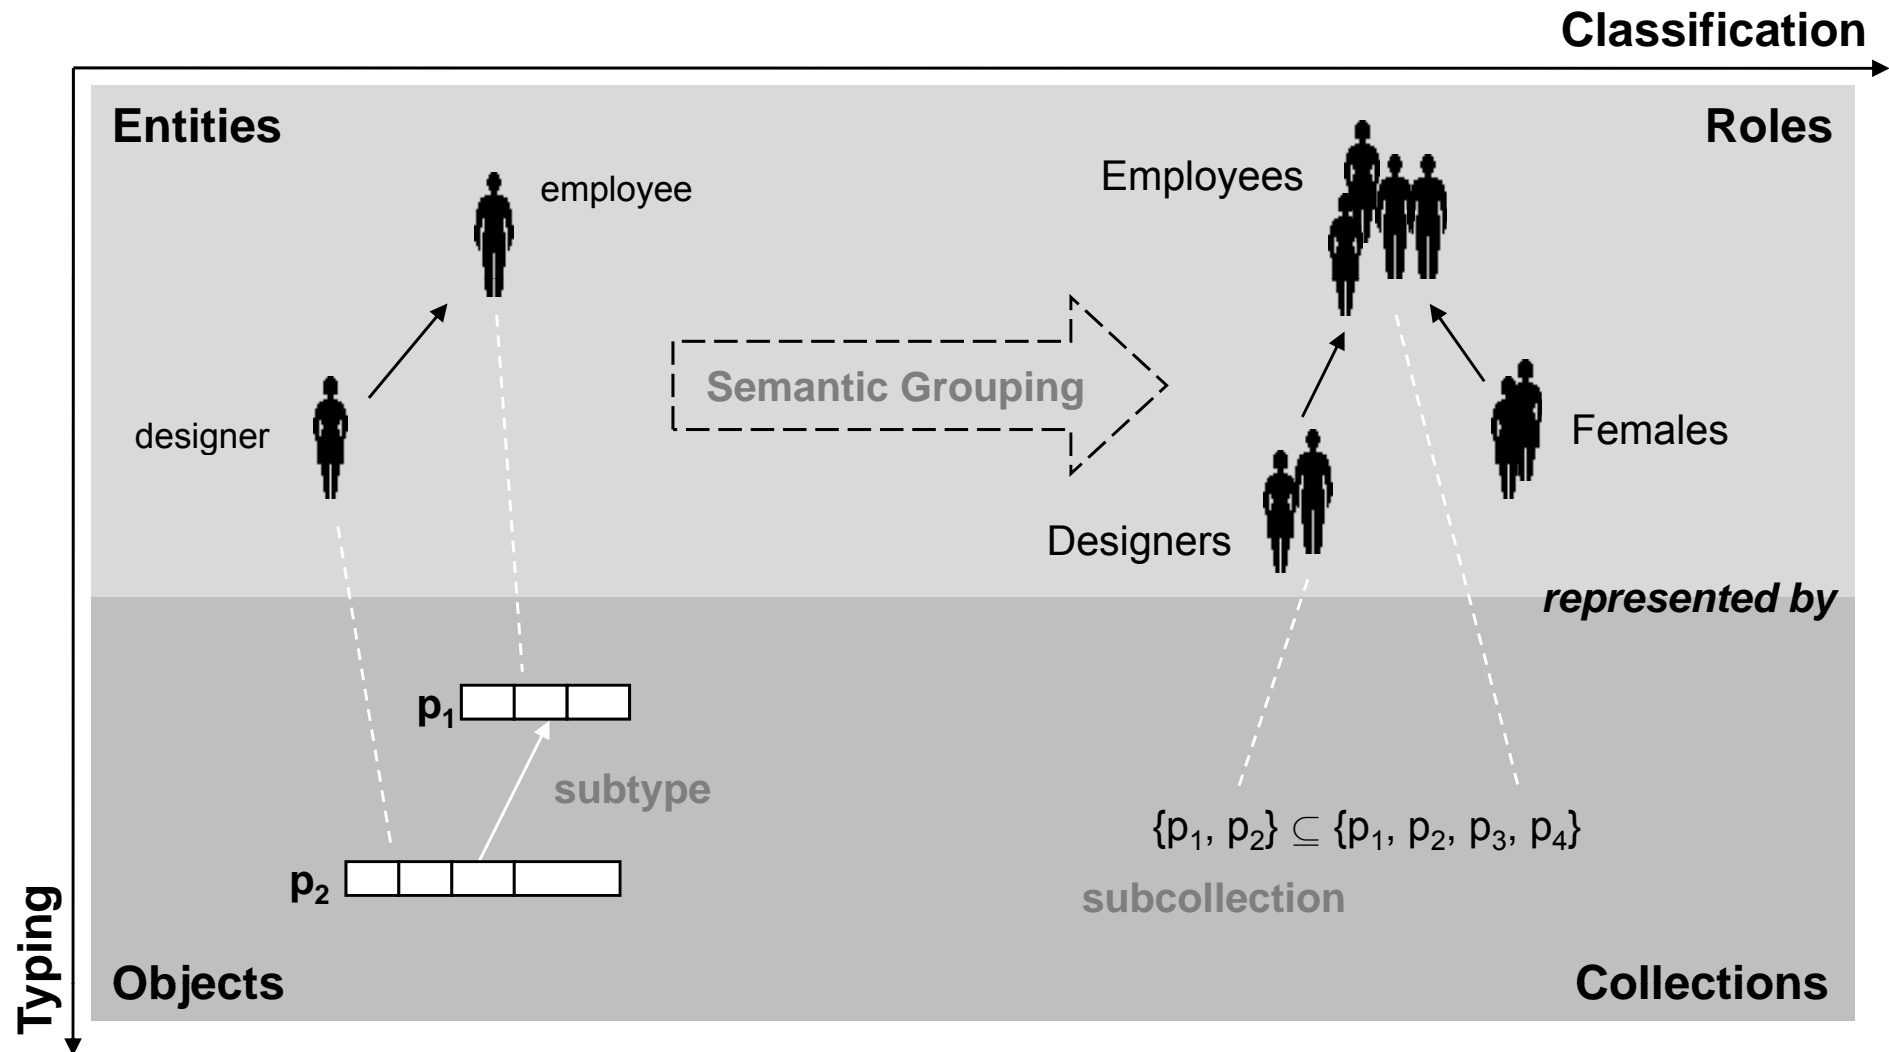 Classification
Entities
Roles
employee
Employees
Semantic Grouping
designer
Females
Designers
represented by
p₁
subtype
p₂
{p₁, p₂} ⊆ {p₁, p₂, p₃, p₄}
subcollection
Typing
Objects
Collections